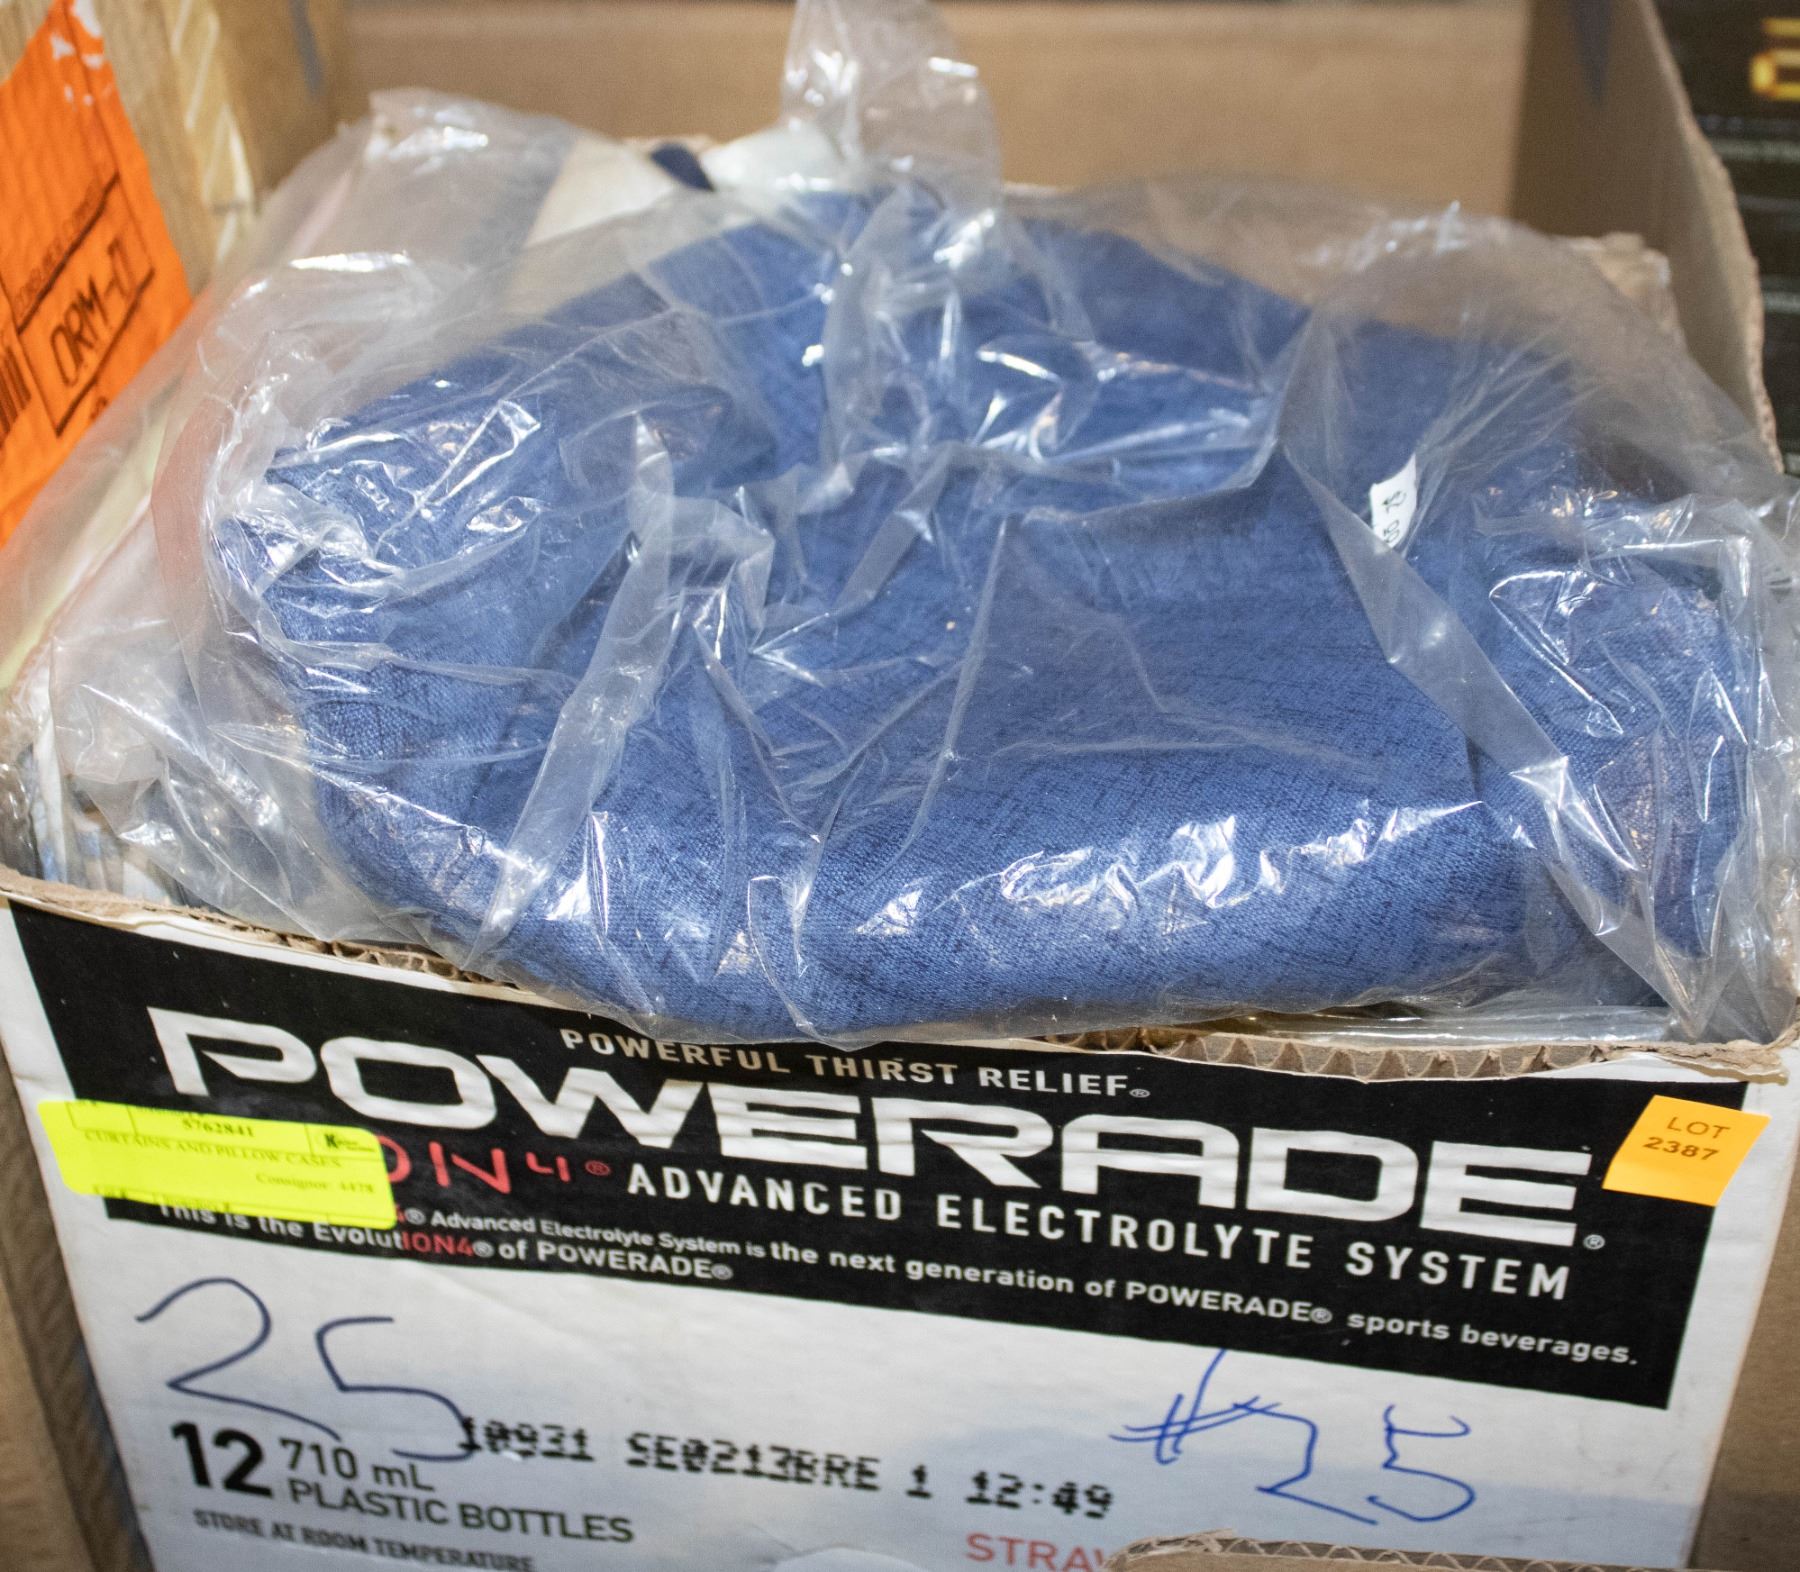 ORM-D
POWERFUL THIRST RELIEF®
POWERADE®
LOT
2387
5762841
CURTAINS AND PILLOW CASES
Consignor: 4478
ION4®
ADVANCED ELECTROLYTE SYSTEM
® Advanced Electrolyte System is the next generation of POWERADE® sports beverages.
This is the EvolutION4® of POWERADE®
25
#25
10931 SE0213BRE 1 12:49
12
710 mL
PLASTIC BOTTLES
STORE AT ROOM TEMPERATURE
STRAW